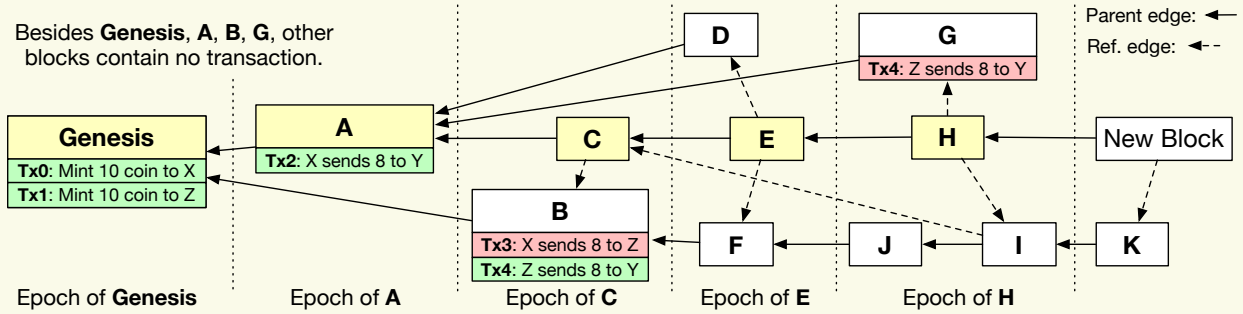 Besides Genesis, A, B, G, other
blocks contain no transaction.
Parent edge:
Ref. edge:
D
G
Tx4: Z sends 8 to Y
Genesis
Tx0: Mint 10 coin to X
Tx1: Mint 10 coin to Z
A
Tx2: X sends 8 to Y
C
E
H
New Block
B
Tx3: X sends 8 to Z
Tx4: Z sends 8 to Y
F
J
I
K
Epoch of Genesis
Epoch of A
Epoch of C
Epoch of E
Epoch of H